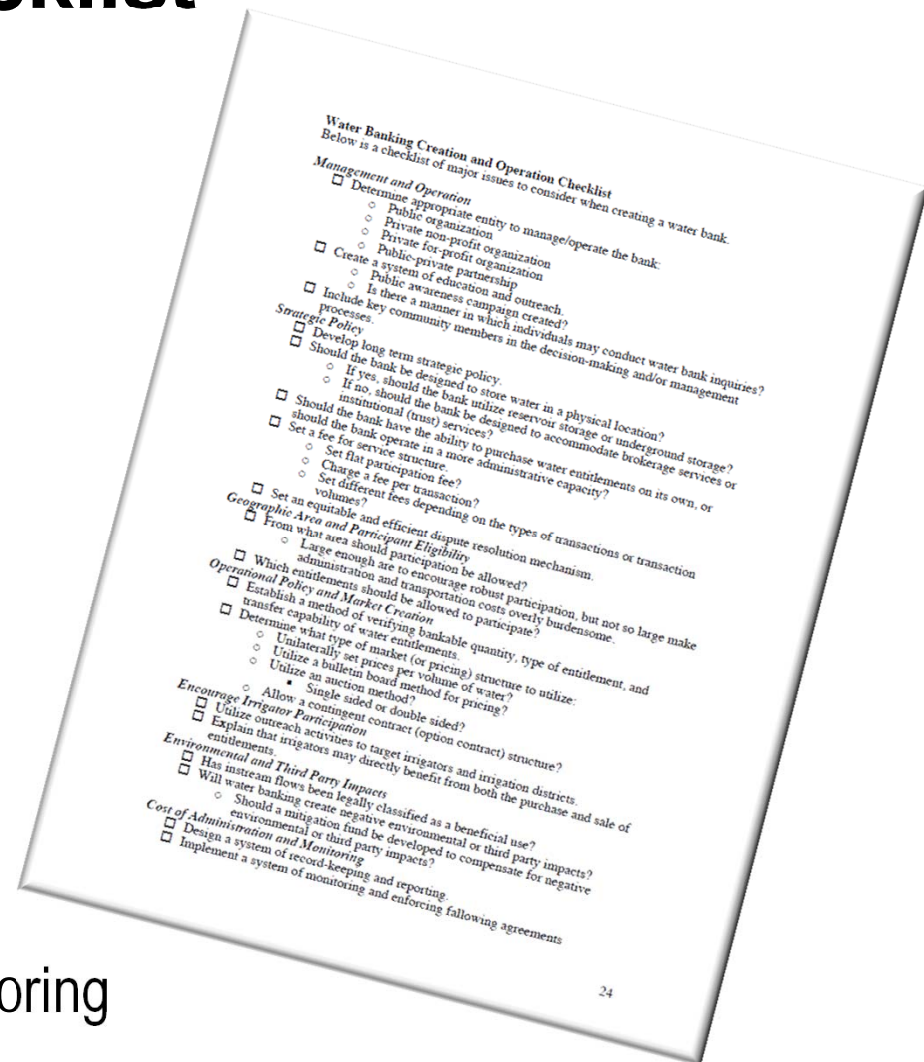 Water Banking Creation and Operation Checklist
Below is a checklist of major issues to consider when creating a water bank.
Management and Operation
☐ Determine appropriate entity to manage/operate the bank:
○ Public organization
○ Private non-profit organization
○ Private for-profit organization
○ Public-private partnership
☐ Create a system of education and outreach.
○ Public awareness campaign created?
○ Is there a manner in which individuals may conduct water bank inquiries?
☐ Include key community members in the decision-making and/or management
processes.
Strategic Policy
☐ Develop long term strategic policy.
☐ Should the bank be designed to store water in a physical location?
○ If yes, should the bank utilize reservoir storage or underground storage?
○ If no, should the bank be designed to accommodate brokerage services or
institutional (trust) services?
☐ Should the bank have the ability to purchase water entitlements on its own, or
should the bank operate in a more administrative capacity?
☐ Set a fee for service structure.
○ Set flat participation fee?
○ Charge a fee per transaction?
○ Set different fees depending on the types of transactions or transaction
volumes?
☐ Set an equitable and efficient dispute resolution mechanism.
Geographic Area and Participant Eligibility
☐ From what area should participation be allowed?
○ Large enough are to encourage robust participation, but not so large make
administration and transportation costs overly burdensome.
☐ Which entitlements should be allowed to participate?
Operational Policy and Market Creation
☐ Establish a method of verifying bankable quantity, type of entitlement, and
transfer capability of water entitlements.
☐ Determine what type of market (or pricing) structure to utilize:
○ Unilaterally set prices per volume of water?
○ Utilize a bulletin board method for pricing?
○ Utilize an auction method?
▪ Single sided or double sided?
○ Allow a contingent contract (option contract) structure?
Encourage Irrigator Participation
☐ Utilize outreach activities to target irrigators and irrigation districts.
☐ Explain that irrigators may directly benefit from both the purchase and sale of
entitlements.
Environmental and Third Party Impacts
☐ Has instream flows been legally classified as a beneficial use?
☐ Will water banking create negative environmental or third party impacts?
○ Should a mitigation fund be developed to compensate for negative
environmental or third party impacts?
Cost of Administration and Monitoring
☐ Design a system of record-keeping and reporting.
☐ Implement a system of monitoring and enforcing fallowing agreements
24
oring